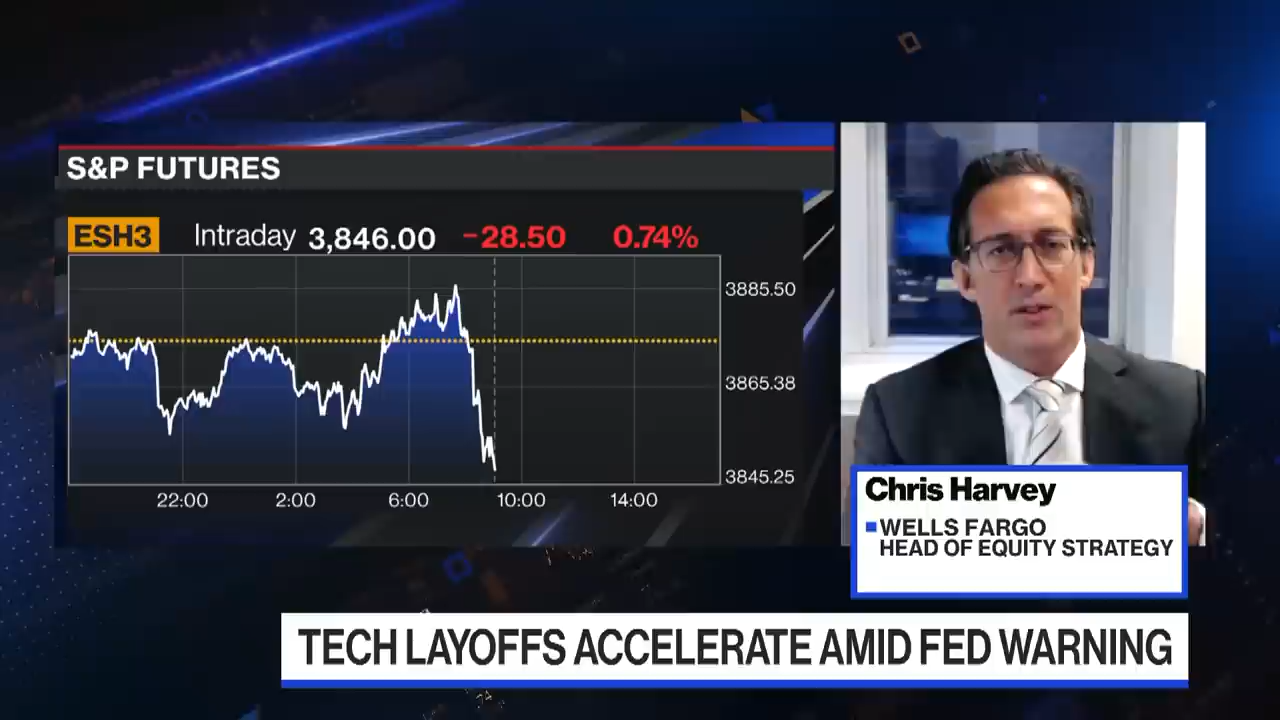 S&P FUTURES
ESH3 Intraday 3,846.00 -28.50 0.74%
3885.50
3865.38
3845.25
22:00 2:00 6:00 10:00 14:00
Chris Harvey
WELLS FARGO
HEAD OF EQUITY STRATEGY
TECH LAYOFFS ACCELERATE AMID FED WARNING